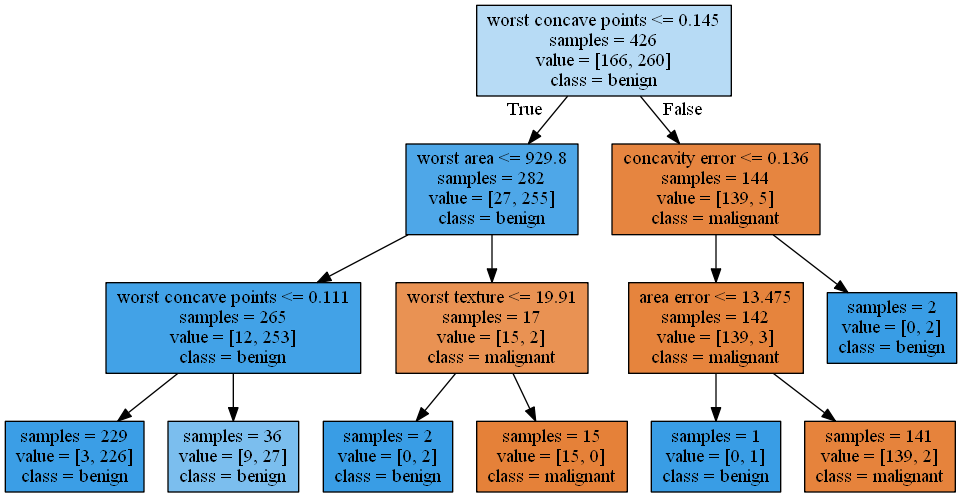 worst concave points <= 0.145
samples = 426
value = [166, 260]
class = benign
True
False
worst area <= 929.8
samples = 282
value = [27, 255]
class = benign
concavity error <= 0.136
samples = 144
value = [139, 5]
class = malignant
worst concave points <= 0.111
samples = 265
value = [12, 253]
class = benign
worst texture <= 19.91
samples = 17
value = [15, 2]
class = malignant
area error <= 13.475
samples = 142
value = [139, 3]
class = malignant
samples = 2
value = [0, 2]
class = benign
samples = 229
value = [3, 226]
class = benign
samples = 36
value = [9, 27]
class = benign
samples = 2
value = [0, 2]
class = benign
samples = 15
value = [15, 0]
class = malignant
samples = 1
value = [0, 1]
class = benign
samples = 141
value = [139, 2]
class = malignant